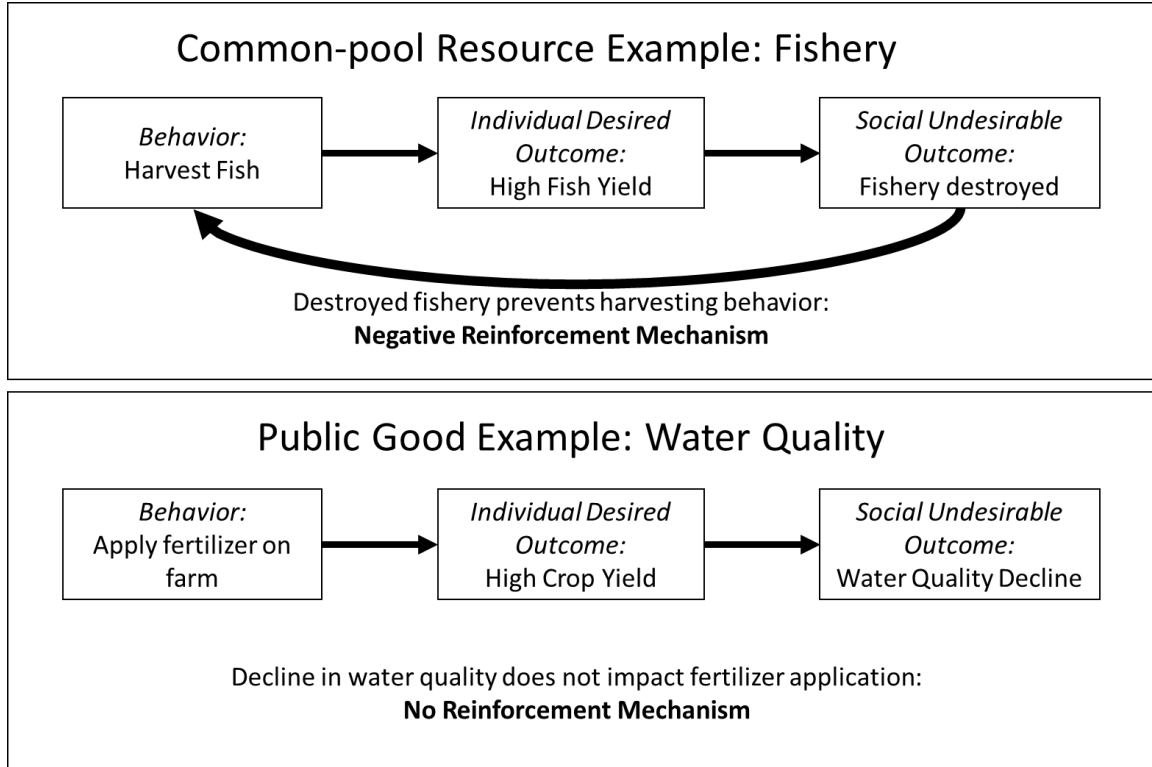 Common-pool Resource Example: Fishery
Behavior:
Harvest Fish
Individual Desired
Outcome:
High Fish Yield
Social Undesirable
Outcome:
Fishery destroyed
Destroyed fishery prevents harvesting behavior:
Negative Reinforcement Mechanism
Public Good Example: Water Quality
Behavior:
Apply fertilizer on
farm
Individual Desired
Outcome:
High Crop Yield
Social Undesirable
Outcome:
Water Quality Decline
Decline in water quality does not impact fertilizer application:
No Reinforcement Mechanism